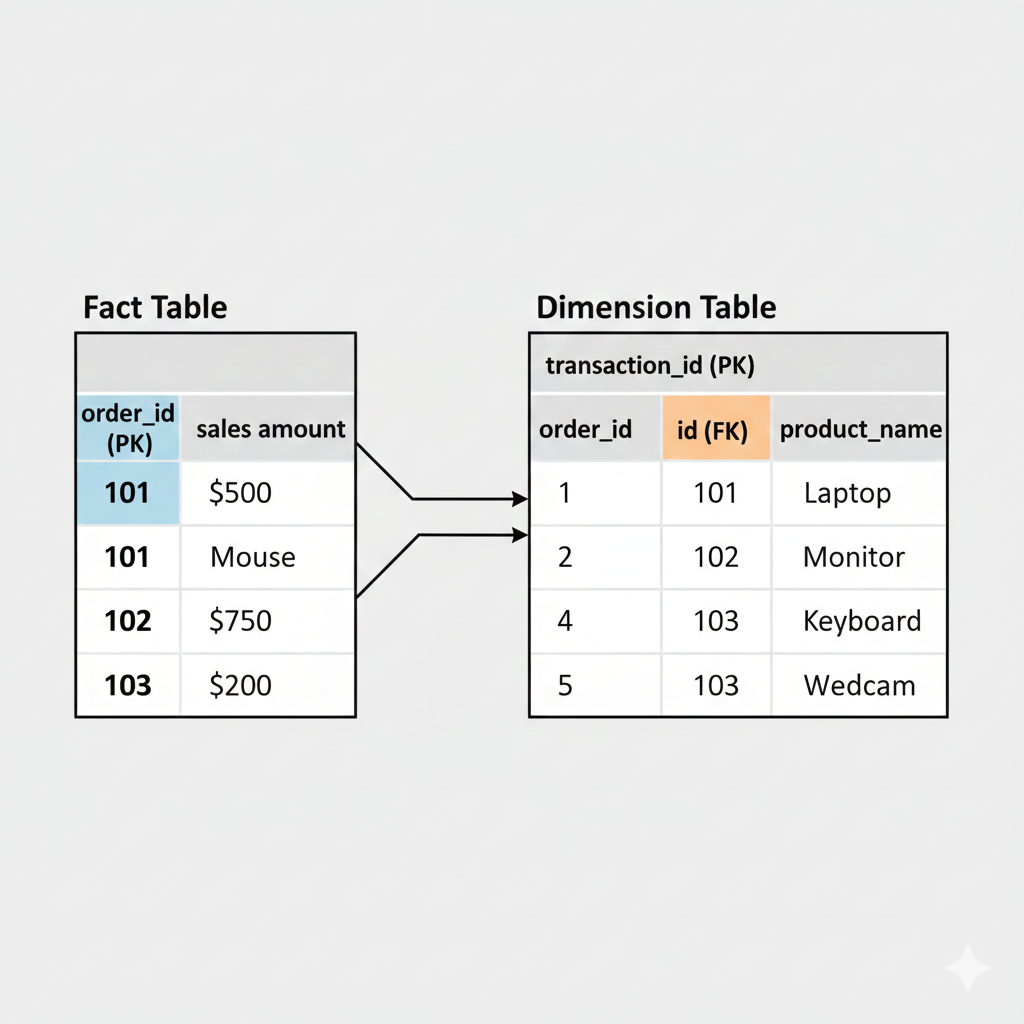 Fact Table
order_id (PK) sales amount
101 $500
101 Mouse
102 $750
103 $200
Dimension Table
transaction_id (PK)
order_id id (FK) product_name
1 101 Laptop
2 102 Monitor
4 103 Keyboard
5 103 Wedcam